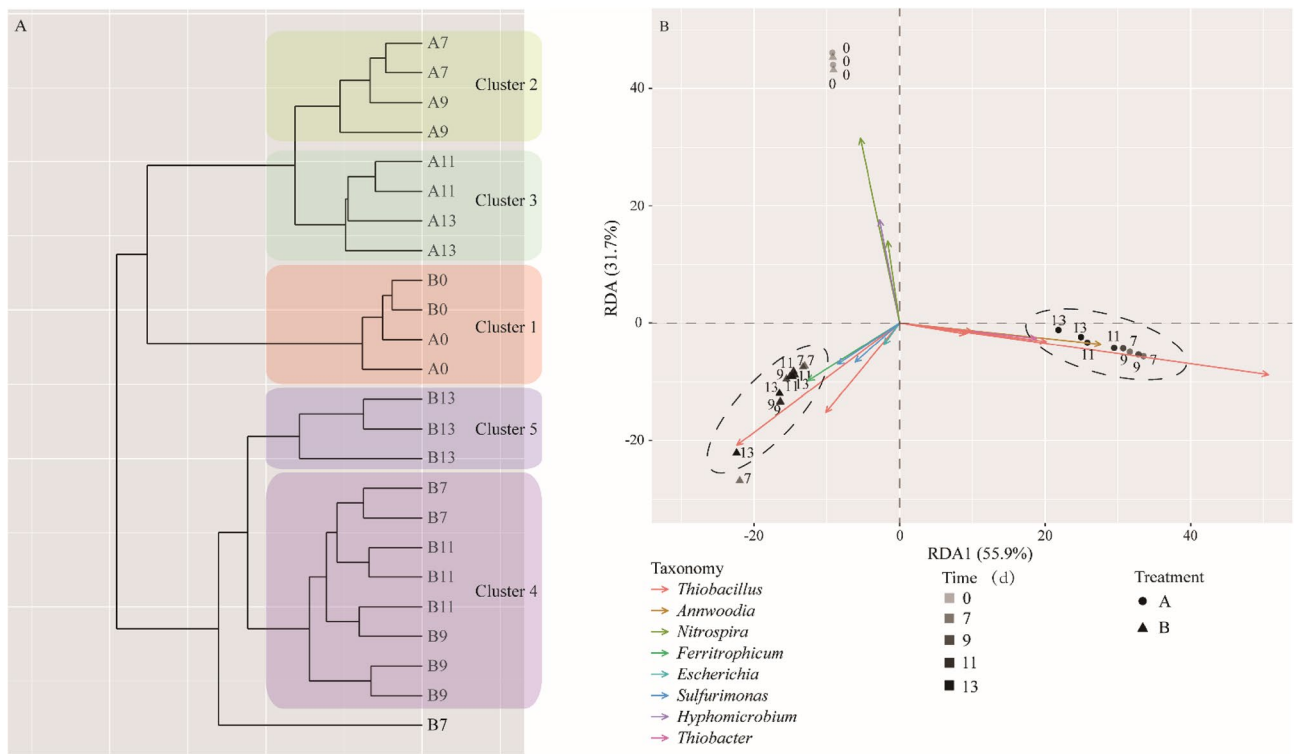 A
A7
A7
Cluster 2
A9
A9
A11
A11
Cluster 3
A13
A13
B0
B0
Cluster 1
A0
A0
B13
B13
Cluster 5
B13
B7
B7
B11
B11
Cluster 4
B11
B9
B9
B9
B7
B
0
0
0
0
40
20
0
-20
RDA (31.7%)
13
13
11
7
11
9
7
9
11
7
7
9
11
11
13
13
9
9
13
7
-20
0
20
40
RDA1 (55.9%)
Taxonomy
Thiobacillus
Annwoodia
Nitrospira
Ferritrophicum
Escherichia
Sulfurimonas
Hyphomicrobium
Thiobacter
Time (d)
0
7
9
11
13
Treatment
A
B